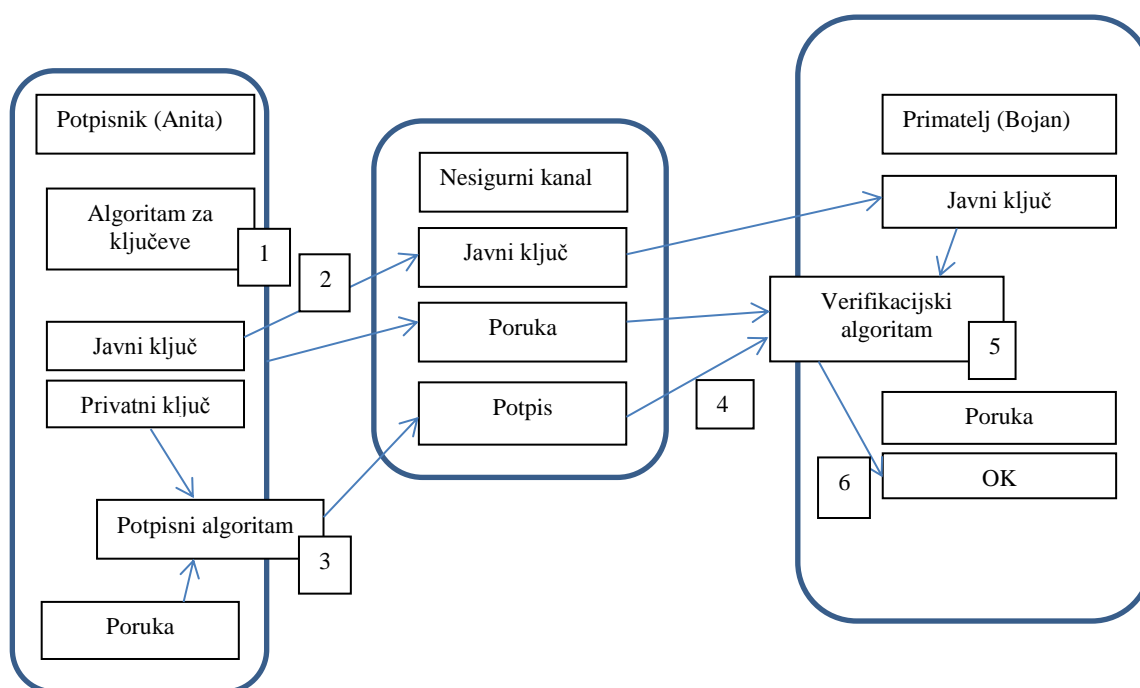 Potpisnik (Anita)
Algoritam za
ključeve
1
2
Javni ključ
Privatni ključ
Potpisni algoritam
3
Poruka
Nesigurni kanal
Javni ključ
Poruka
Potpis
4
Primatelj (Bojan)
Javni ključ
Verifikacijski
algoritam
5
Poruka
6
OK